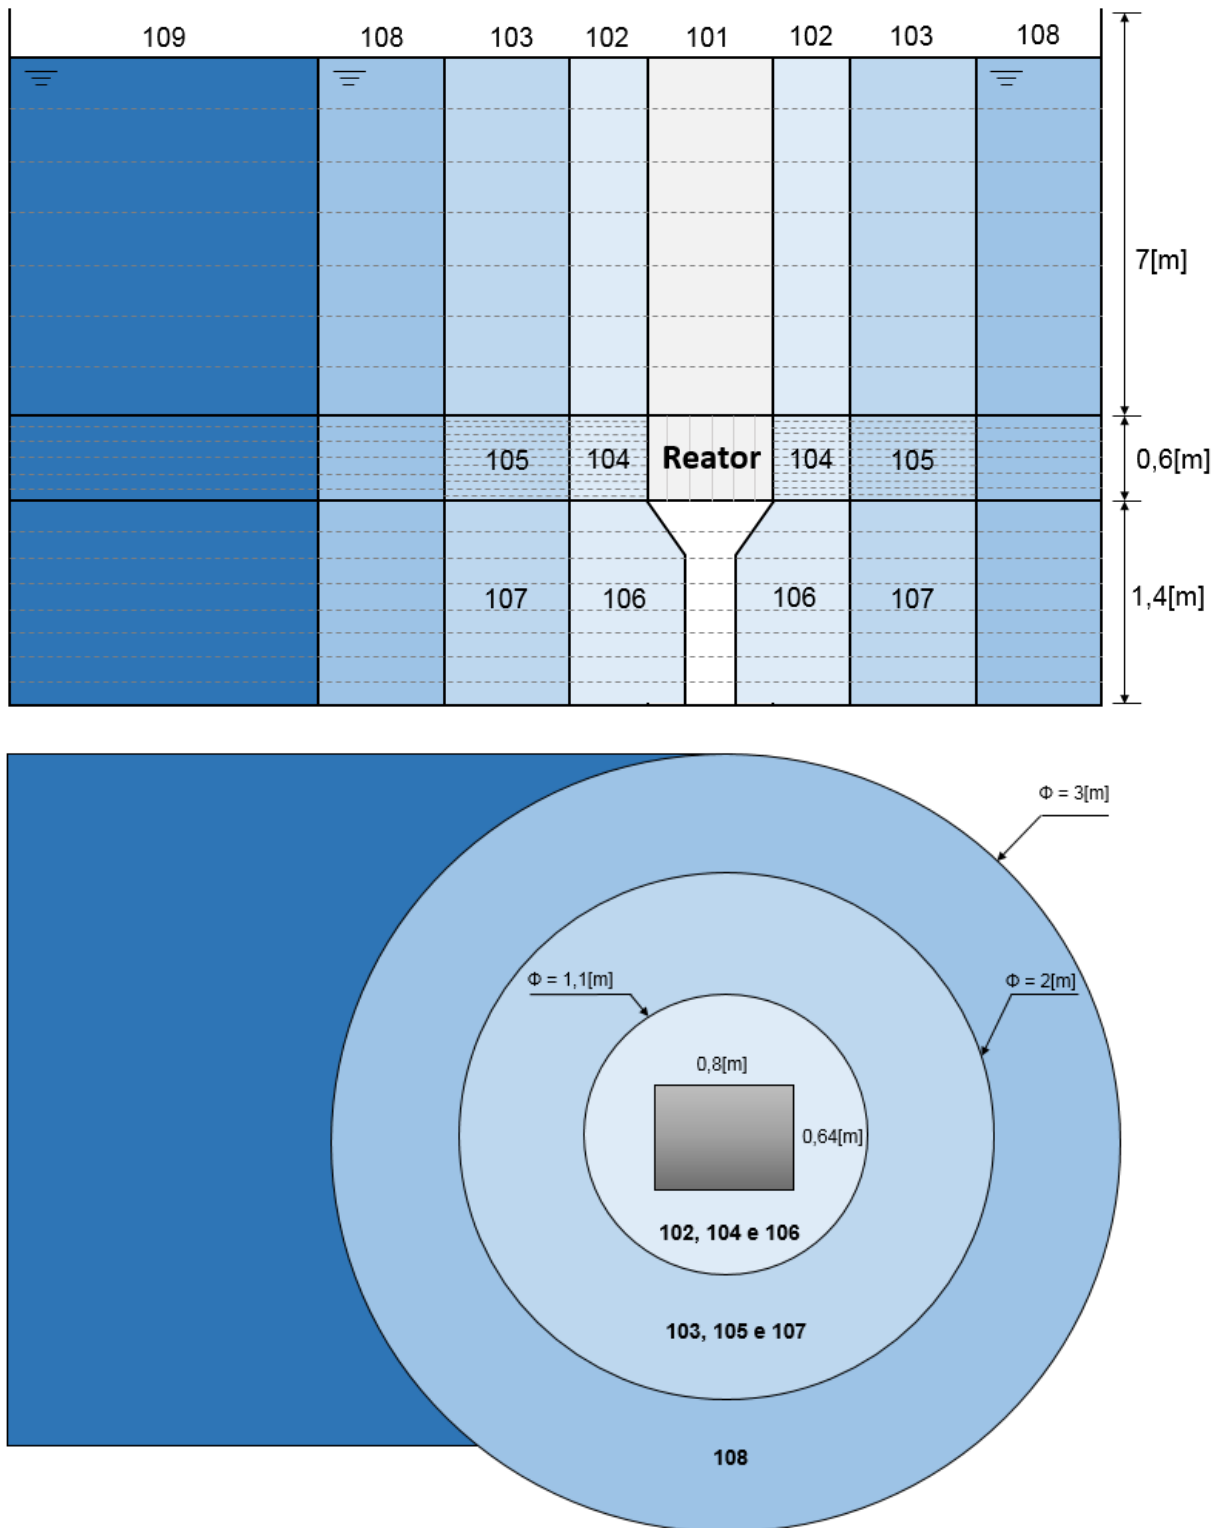 109 108 103 102 101 102 103 108
7[m]
105 104 Reator 104 105 0,6[m]
107 106 106 107 1,4[m]
Φ = 3[m]
Φ = 1,1[m] Φ = 2[m]
0,8[m]
0,64[m]
102, 104 e 106
103, 105 e 107
108